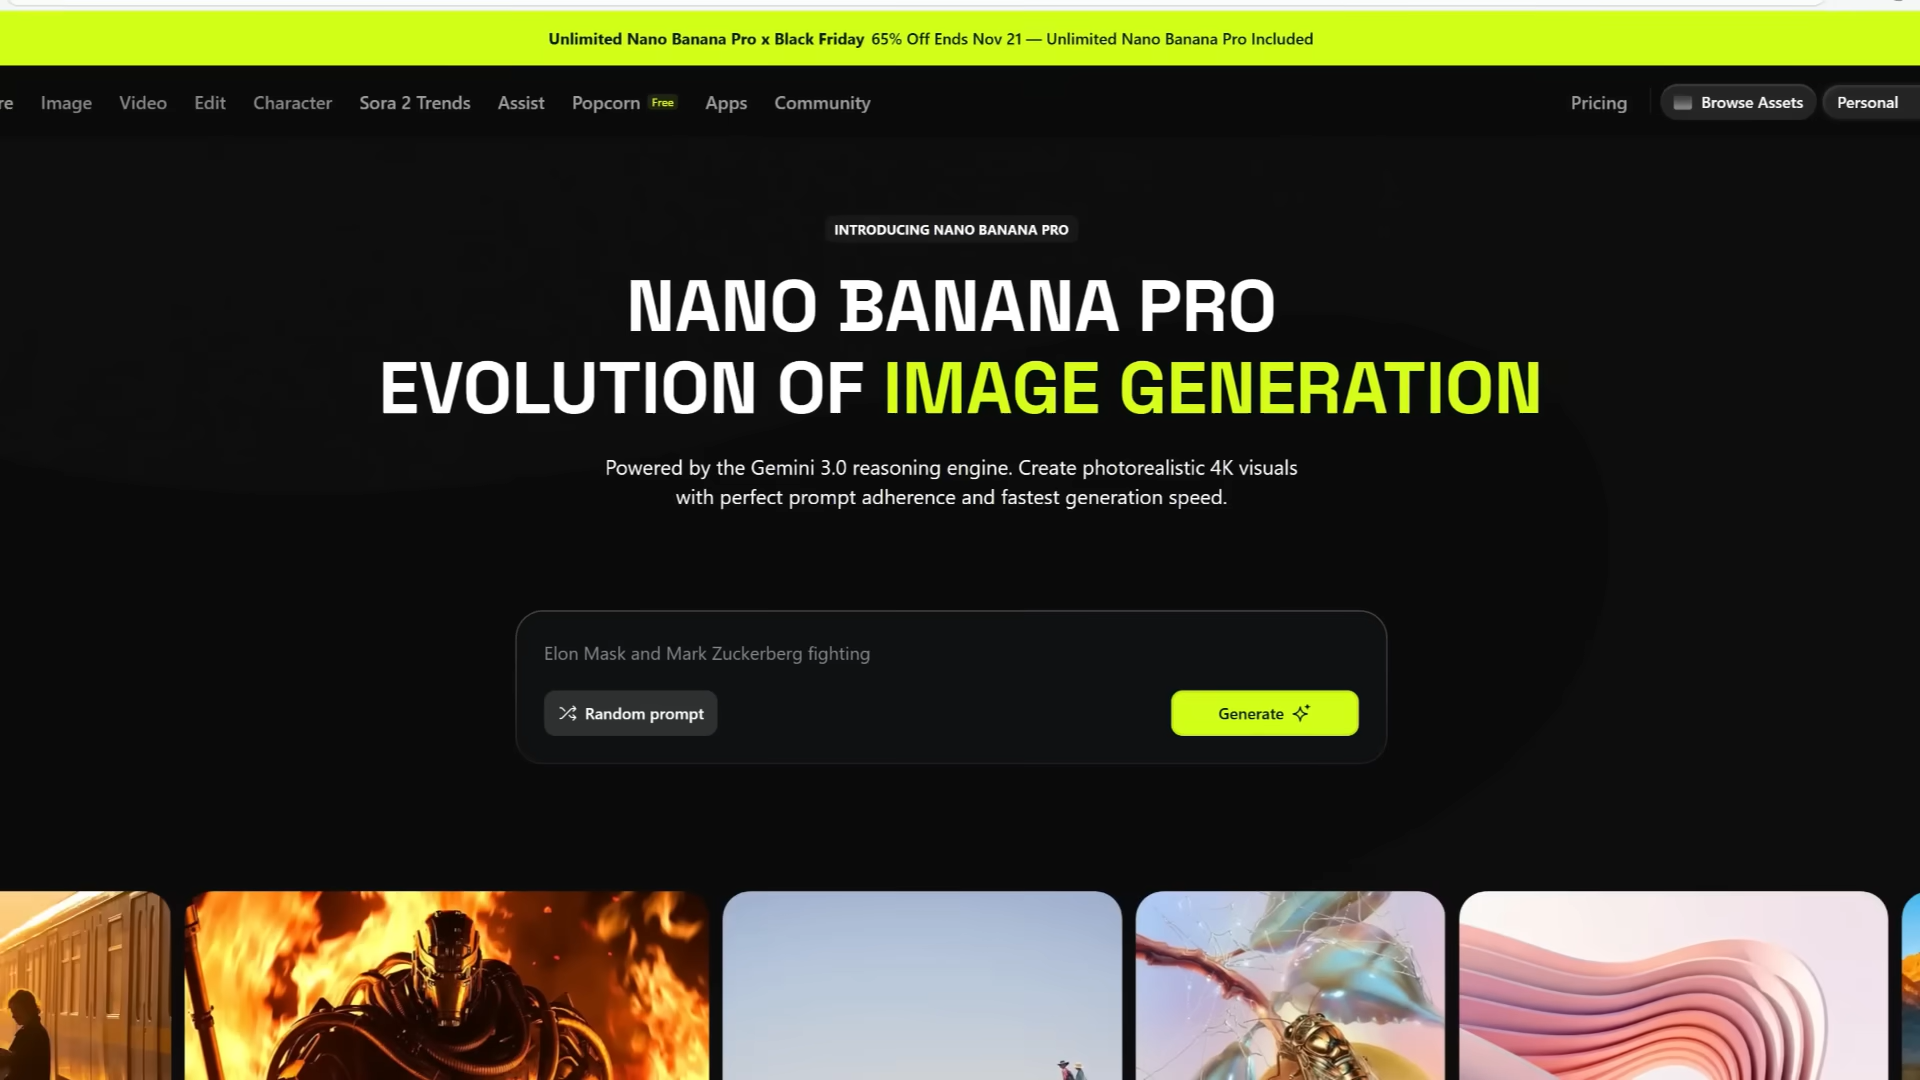 Unlimited Nano Banana Pro x Black Friday 65% Off Ends Nov 21 — Unlimited Nano Banana Pro Included
re Image Video Edit Character Sora 2 Trends Assist Popcorn Free Apps Community Pricing Browse Assets Personal
INTRODUCING NANO BANANA PRO
NANO BANANA PRO
EVOLUTION OF IMAGE GENERATION
Powered by the Gemini 3.0 reasoning engine. Create photorealistic 4K visuals
with perfect prompt adherence and fastest generation speed.
Elon Mask and Mark Zuckerberg fighting
Random prompt Generate